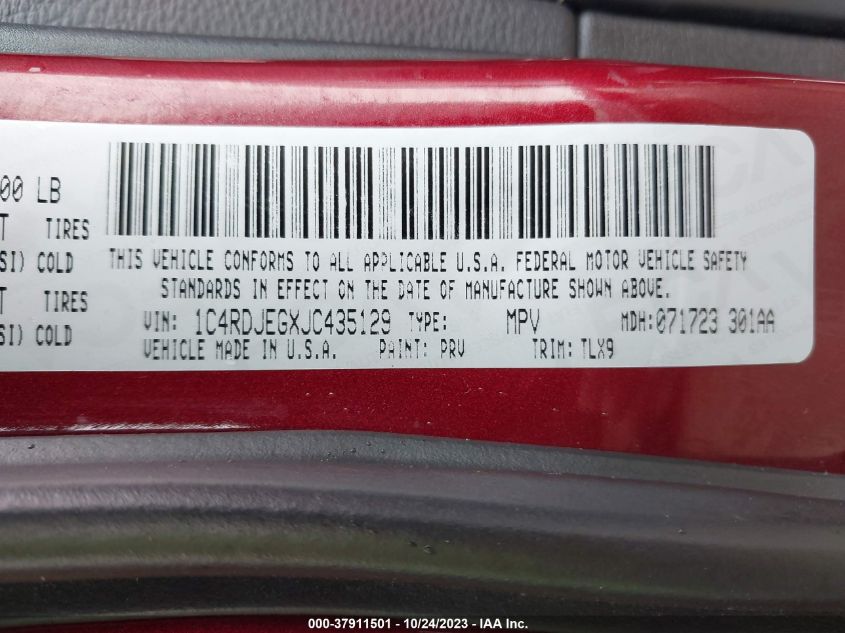 00 LB
T TIRES
SI) COLD
T TIRES
SI) COLD
THIS VEHICLE CONFORMS TO ALL APPLICABLE U.S.A. FEDERAL MOTOR VEHICLE SAFETY
STANDARDS IN EFFECT ON THE DATE OF MANUFACTURE SHOWN ABOVE.
VIN: 1C4RDJEGXJC435129 TYPE: MPV MDH:071723 301AA
VEHICLE MADE IN U.S.A. PAINT: PRV TRIM: TLX9
000-37911501 - 10/24/2023 - IAA Inc.